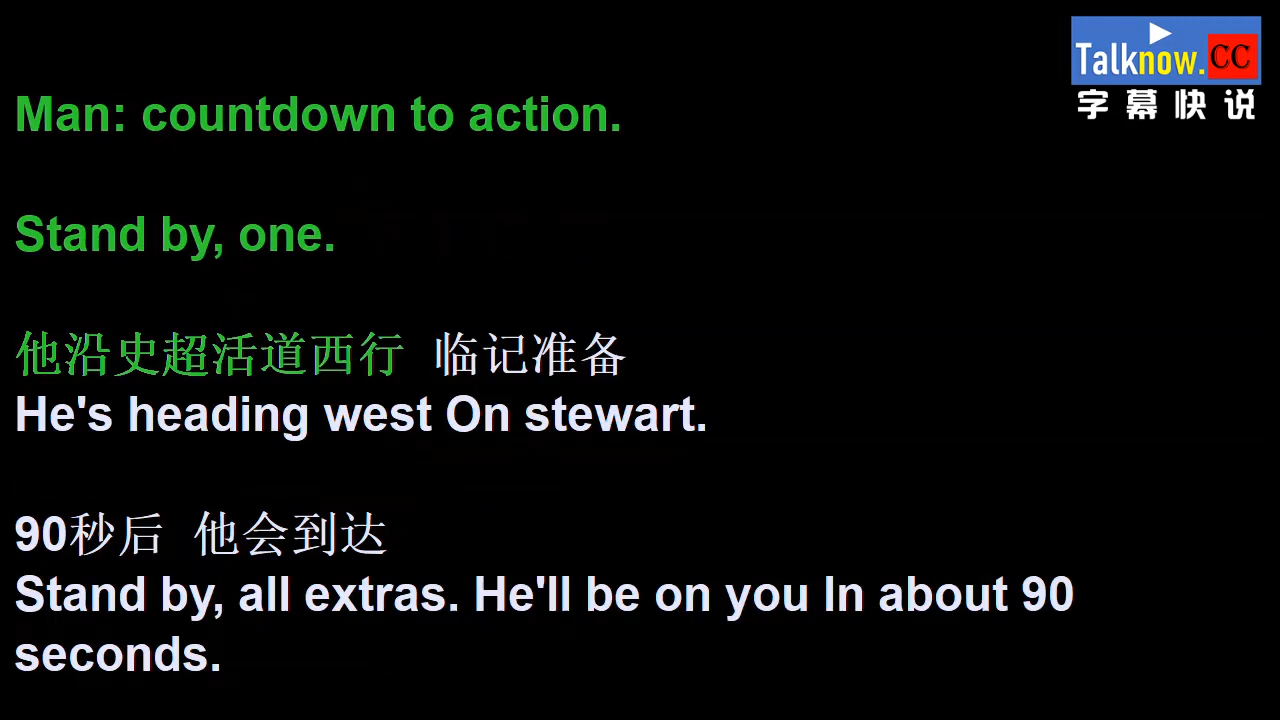 Talknow.CC
字幕快说
Man: countdown to action.
Stand by, one.
他沿史超活道西行 临记准备
He's heading west On stewart.
90秒后 他会到达
Stand by, all extras. He'll be on you In about 90
seconds.